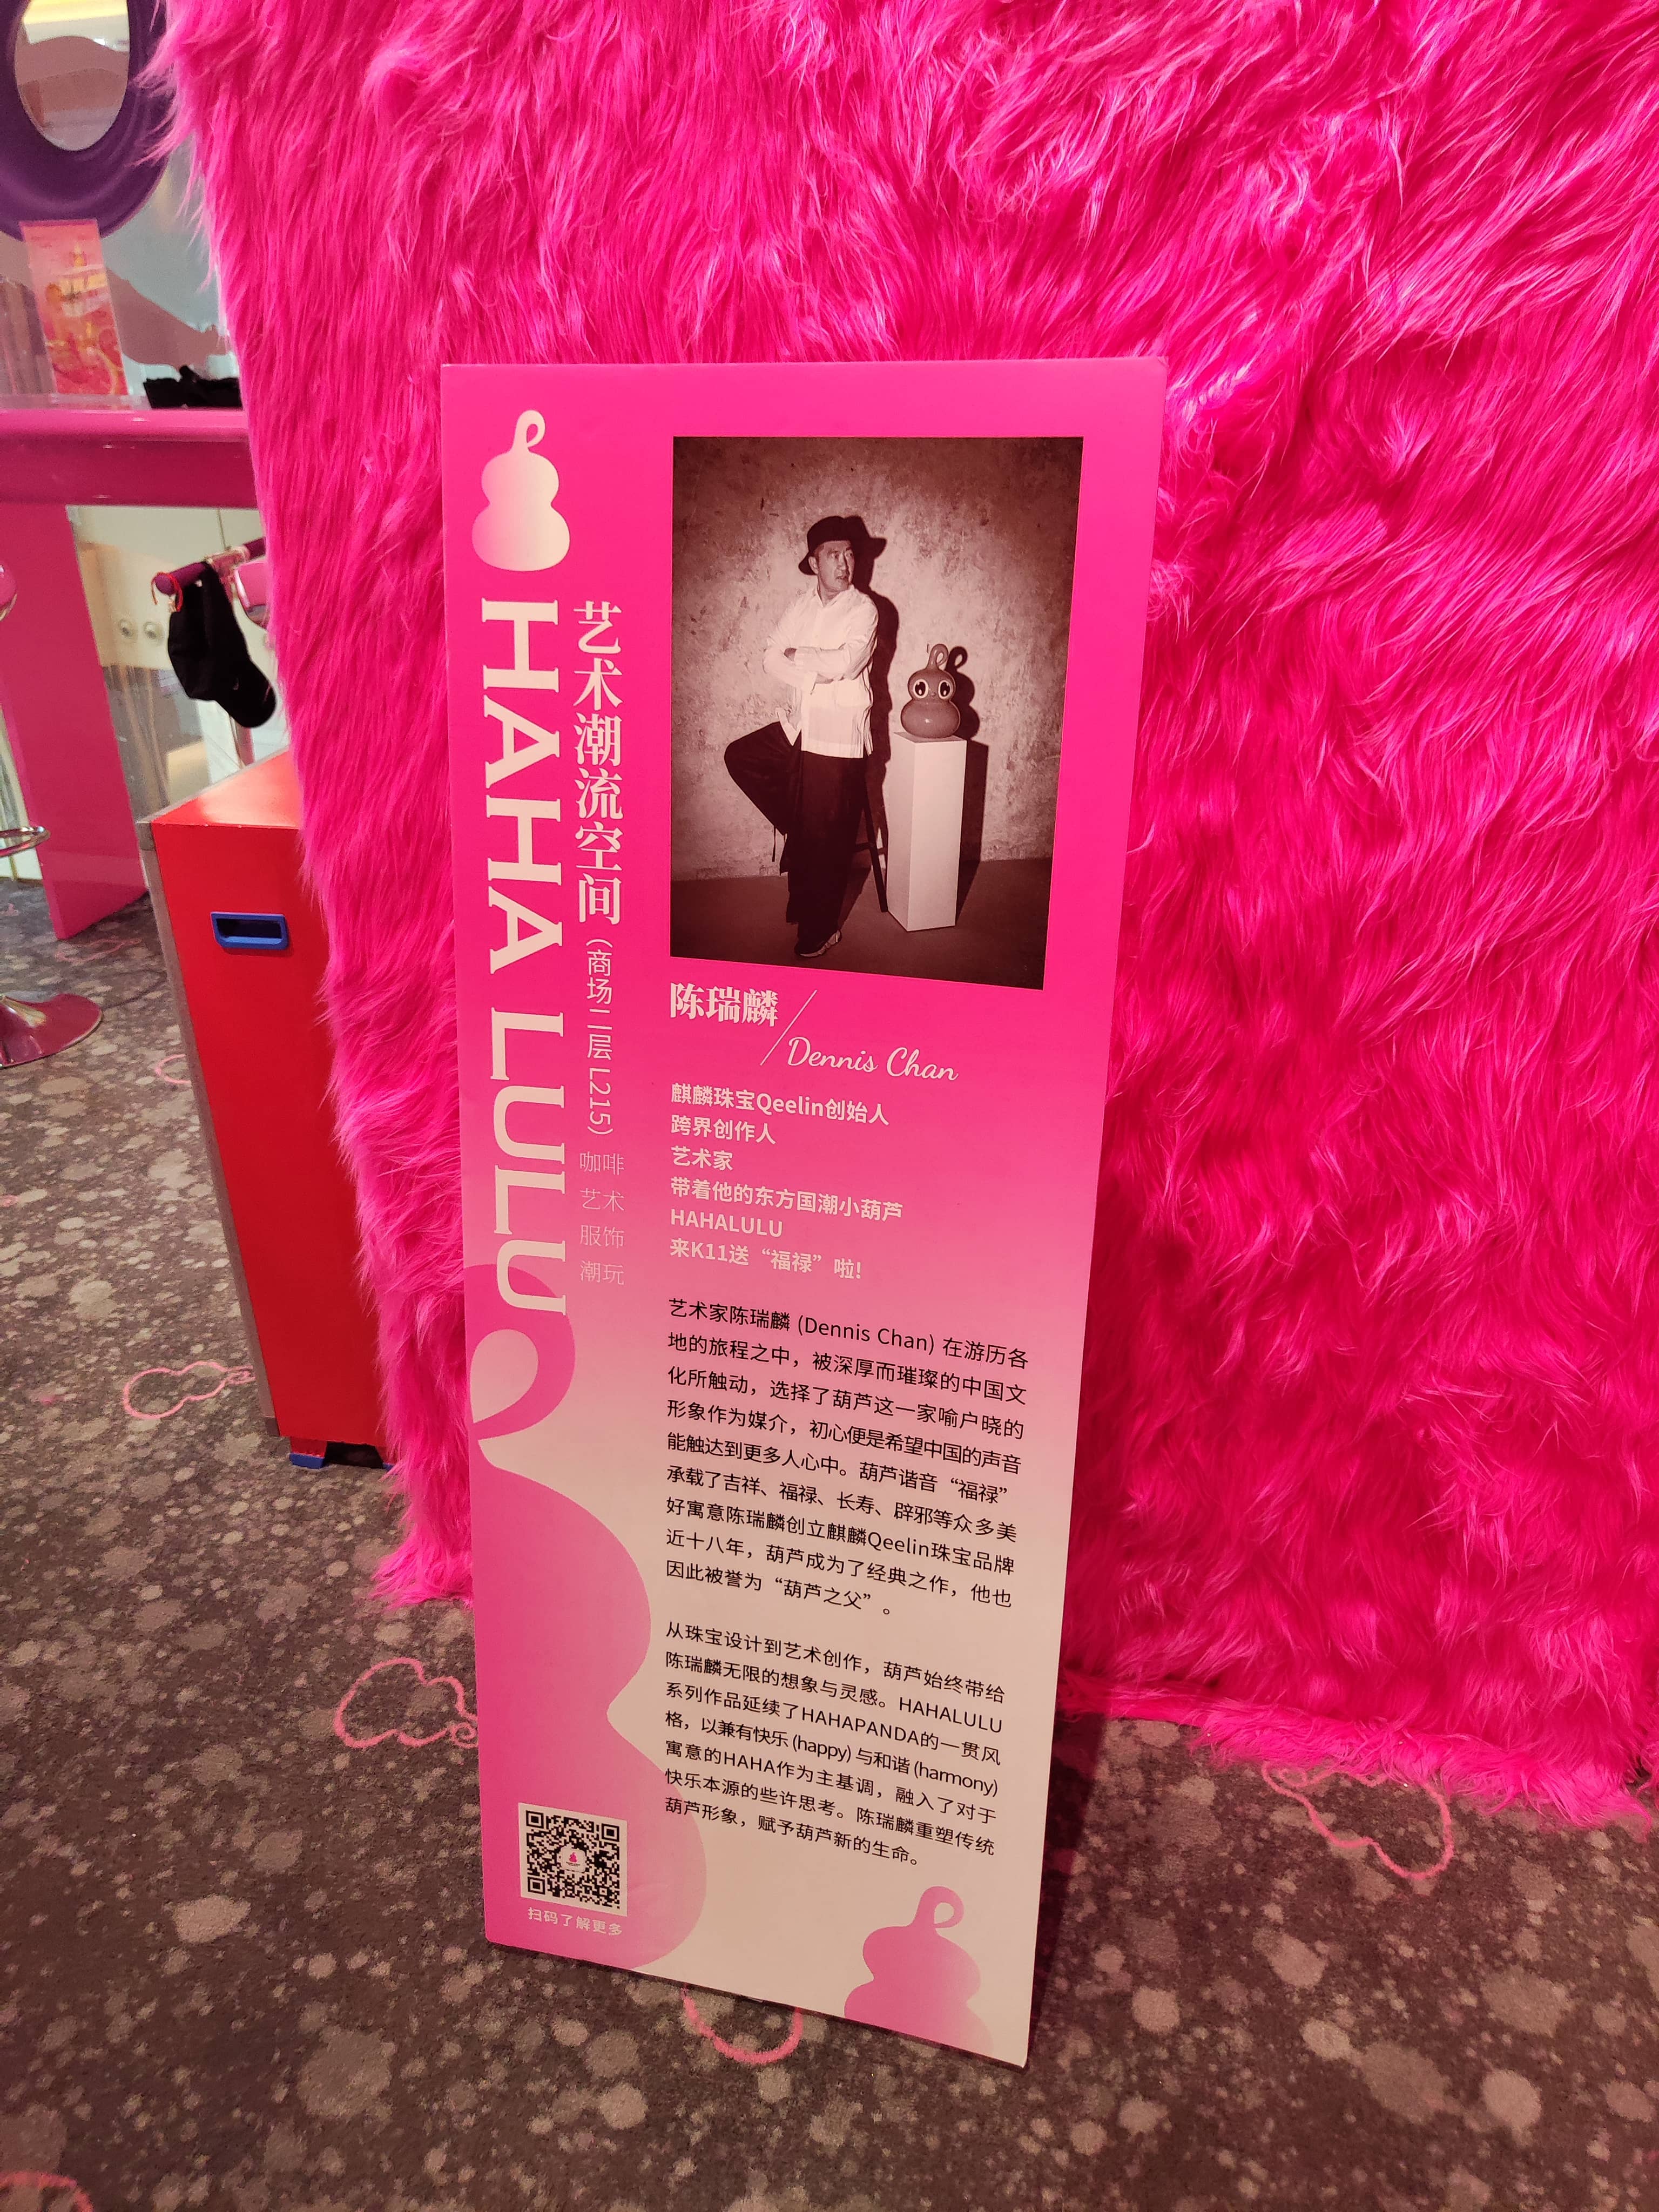 HAHA LULU
艺术潮流空间（商场二层 L215）
咖啡
艺术
服饰
潮玩
陈瑞麟
Dennis Chan
麒麟珠宝Qeelin创始人
跨界创作人
艺术家
带着他的东方国潮小葫芦
HAHALULU
来K11送“福禄”啦!
艺术家陈瑞麟 (Dennis Chan) 在游历各
地的旅程之中，被深厚而璀璨的中国文
化所触动，选择了葫芦这一家喻户晓的
形象作为媒介，初心便是希望中国的声音
能触达到更多人心中。葫芦谐音“福禄”
承载了吉祥、福禄、长寿、辟邪等众多美
好寓意陈瑞麟创立麒麟Qeelin珠宝品牌
近十八年，葫芦成为了经典之作，他也
因此被誉为“葫芦之父”。
从珠宝设计到艺术创作，葫芦始终带给
陈瑞麟无限的想象与灵感。HAHALULU
系列作品延续了HAHAPANDA的一贯风
格，以兼有快乐 (happy) 与和谐 (harmony)
寓意的HAHA作为主基调，融入了对于
快乐本源的些许思考。陈瑞麟重塑传统
葫芦形象，赋予葫芦新的生命。
扫码了解更多